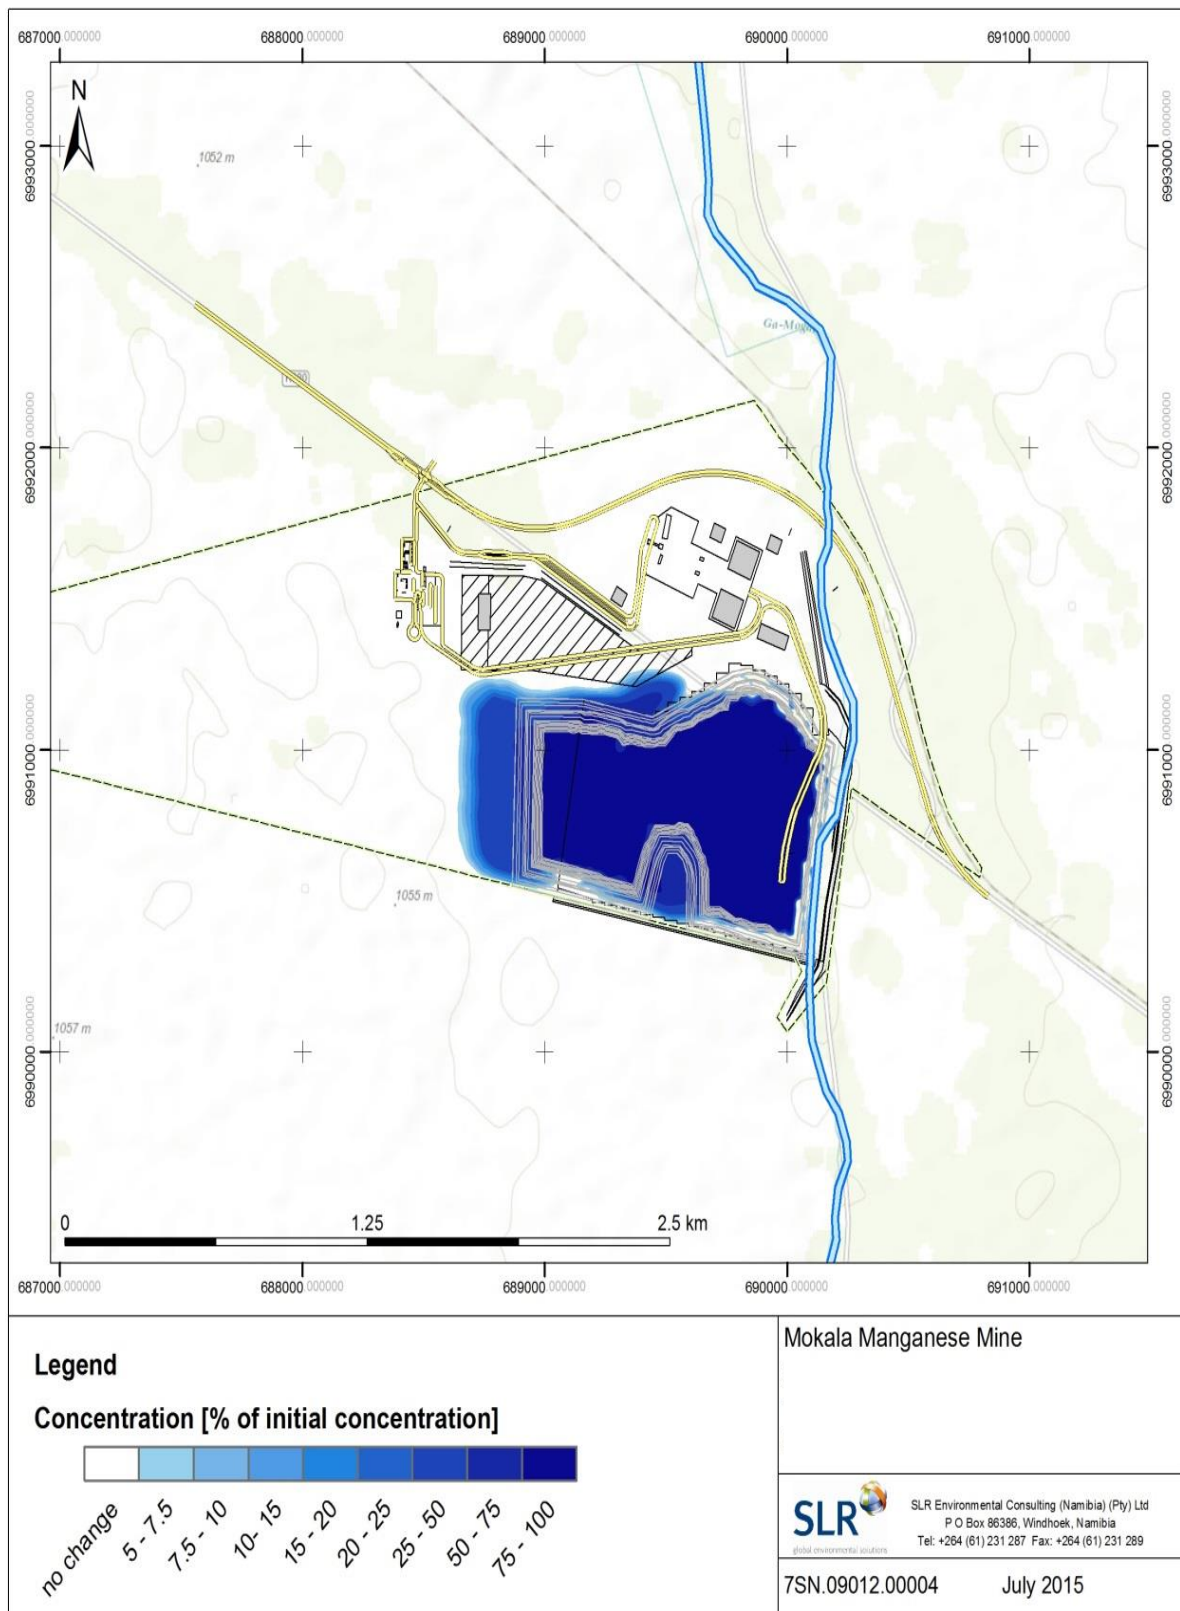 687000.000000 688000.000000 689000.000000 690000.000000 691000.000000
N
6993000.000000 6993000.000000
1052 m
6992000.000000 6992000.000000
6991000.000000 6991000.000000
1055 m
1057 m
6990000.000000 6990000.000000
0 1.25 2.5 km
687000.000000 688000.000000 689000.000000 690000.000000 691000.000000
Legend
Concentration [% of initial concentration]
no change 5 - 7.5 7.5 - 10 10- 15 15 - 20 20 - 25 25 - 50 50 - 75 75 - 100
Mokala Manganese Mine
SLR
global environmental solutions
SLR Environmental Consulting (Namibia) (Pty) Ltd
P O Box 86386, Windhoek, Namibia
Tel: +264 (61) 231 287 Fax: +264 (61) 231 289
7SN.09012.00004 July 2015